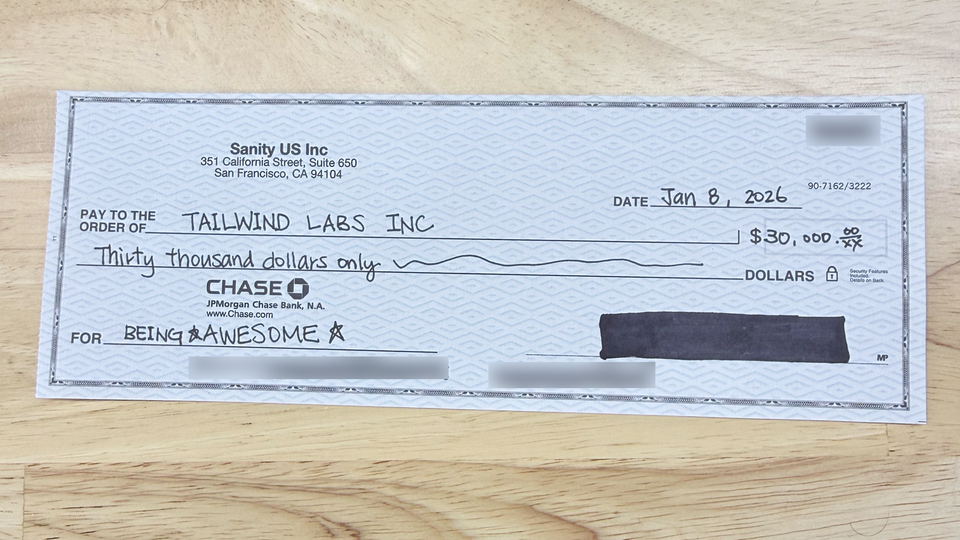 Sanity US Inc
351 California Street, Suite 650
San Francisco, CA 94104
90-7162/3222
DATE Jan 8, 2026
PAY TO THE
ORDER OF TAILWIND LABS INC
$30,000.00/XX
Thirty thousand dollars only
DOLLARS
Security Features
Included.
Details on Back.
CHASE
JPMorgan Chase Bank, N.A.
www.Chase.com
FOR BEING ☆AWESOME☆
MP